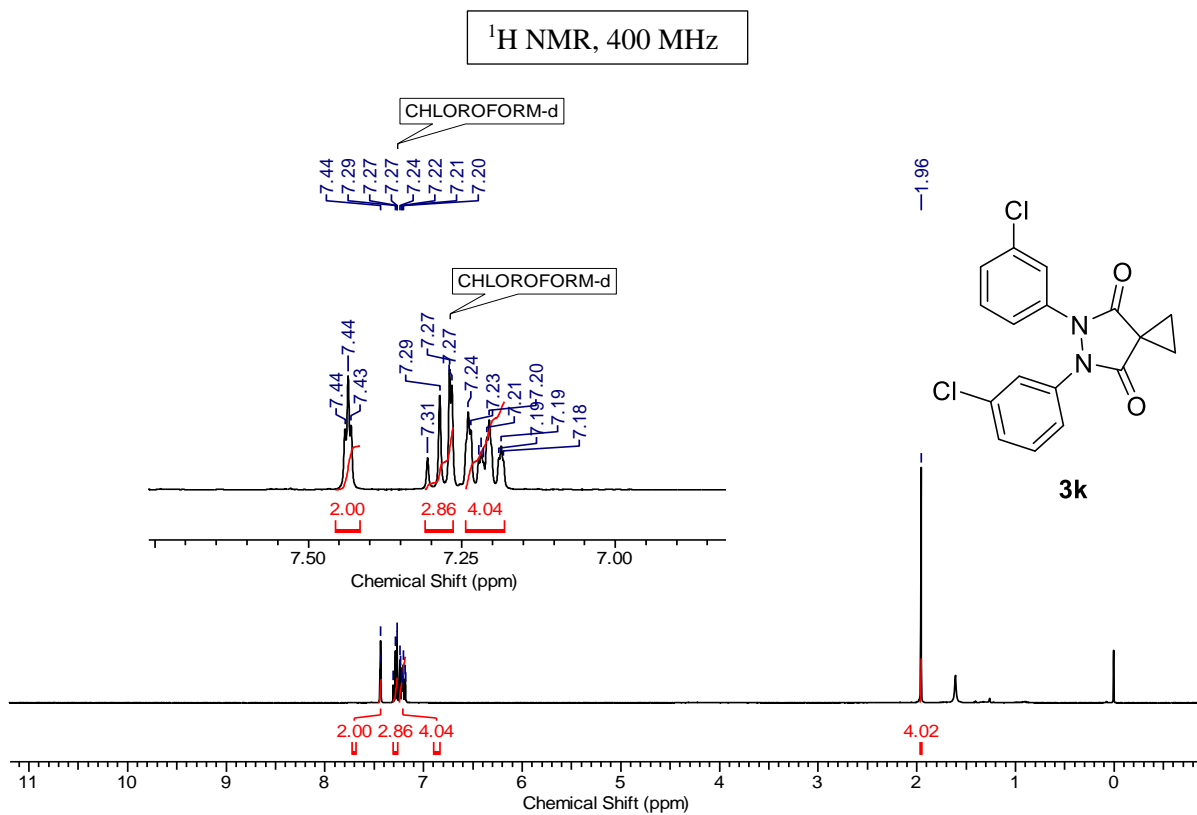 ¹H NMR, 400 MHz
CHLOROFORM-d
7.44
7.29
7.27
7.27
7.24
7.22
7.21
7.20
1.96
CHLOROFORM-d
7.44
7.44
7.43
7.31
7.29
7.27
7.27
7.24
7.23
7.21
7.20
7.19
7.19
7.18
2.00 2.86 4.04
7.50 7.25 7.00
Chemical Shift (ppm)
Cl
O
N
N
Cl
O
3k
2.00 2.86 4.04 4.02
11 10 9 8 7 6 5 4 3 2 1 0
Chemical Shift (ppm)